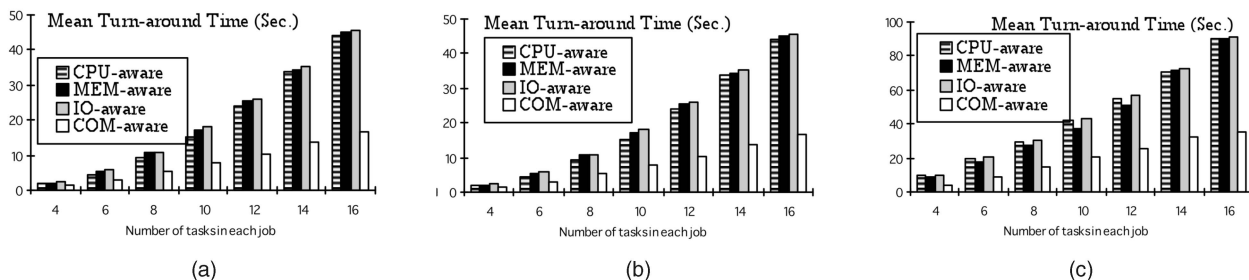 Mean Turn-around Time (Sec.)
50
40
30
20
10
0
CPU-aware
MEM-aware
IO-aware
COM-aware
4 6 8 10 12 14 16
Number of tasks in each job
(a)
Mean Turn-around Time (Sec.)
50
40
30
20
10
0
CPU-aware
MEM-aware
IO-aware
COM-aware
4 6 8 10 12 14 16
Number of tasks in each job
(b)
Mean Turn-around Time (Sec.)
100
80
60
40
20
0
CPU-aware
MEM-aware
IO-aware
COM-aware
4 6 8 10 12 14 16
Number of tasks in each job
(c)